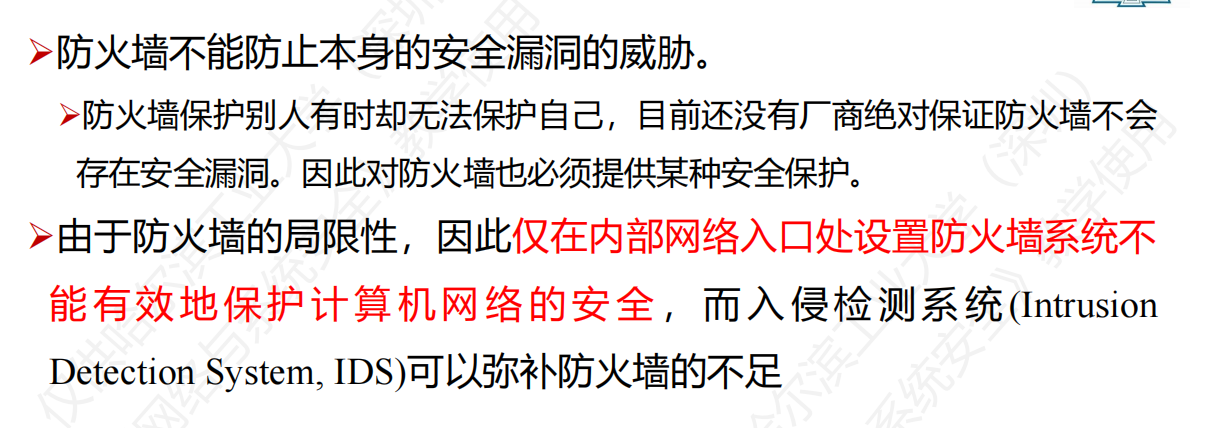 ➢防火墙不能防止本身的安全漏洞的威胁。
➢防火墙保护别人有时却无法保护自己，目前还没有厂商绝对保证防火墙不会
存在安全漏洞。因此对防火墙也必须提供某种安全保护。
➢由于防火墙的局限性，因此仅在内部网络入口处设置防火墙系统不
能有效地保护计算机网络的安全，而入侵检测系统(Intrusion
Detection System, IDS)可以弥补防火墙的不足